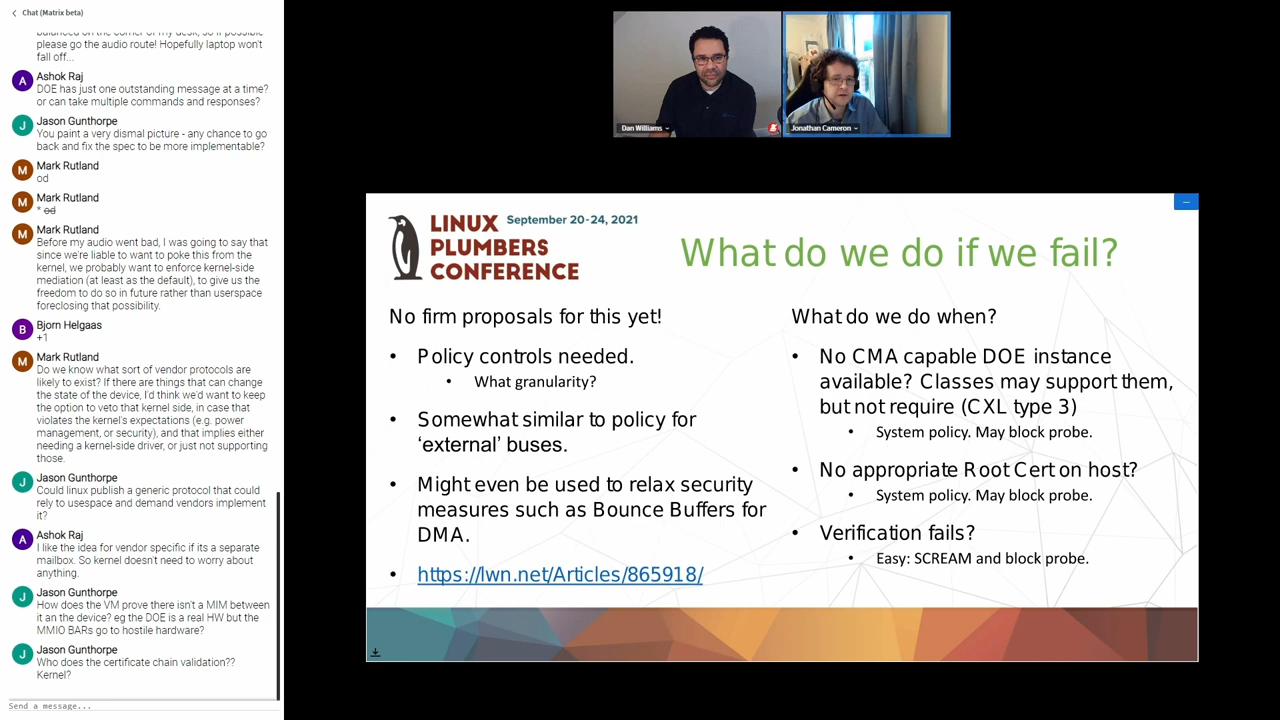 Chat (Matrix beta)
balanced on the corner of my desk, so if possible
please go the audio route! Hopefully laptop won't
fall off...
A
Ashok Raj
DOE has just one outstanding message at a time?
or can take multiple commands and responses?
J
Jason Gunthorpe
You paint a very dismal picture - any chance to go
back and fix the spec to be more implementable?
M
Mark Rutland
od
M
Mark Rutland
* od
M
Mark Rutland
Before my audio went bad, I was going to say that
since we're liable to want to poke this from the
kernel, we probably want to enforce kernel-side
mediation (at least as the default), to give us the
freedom to do so in future rather than userspace
foreclosing that possibility.
B
Bjorn Helgaas
+1
M
Mark Rutland
Do we know what sort of vendor protocols are
likely to exist? If there are things that can change
the state of the device, I'd think we'd want to keep
the option to veto that kernel side, in case that
violates the kernel's expectations (e.g. power
management, or security), and that implies either
needing a kernel-side driver, or just not supporting
those.
J
Jason Gunthorpe
Could linux publish a generic protocol that could
rely to usespace and demand vendors implement
it?
A
Ashok Raj
I like the idea for vendor specific if its a separate
mailbox. So kernel doesn't need to worry about
anything.
J
Jason Gunthorpe
How does the VM prove there isn't a MIM between
it an the device? eg the DOE is a real HW but the
MMIO BARs go to hostile hardware?
J
Jason Gunthorpe
Who does the certificate chain validation??
Kernel?
Send a message...
Dan Williams
Jonathan Cameron
LINUX
September 20-24, 2021
PLUMBERS
CONFERENCE
What do we do if we fail?
No firm proposals for this yet!
• Policy controls needed.
• What granularity?
• Somewhat similar to policy for
‘external’ buses.
• Might even be used to relax security
measures such as Bounce Buffers for
DMA.
• https://lwn.net/Articles/865918/
What do we do when?
• No CMA capable DOE instance
available? Classes may support them,
but not require (CXL type 3)
• System policy. May block probe.
• No appropriate Root Cert on host?
• System policy. May block probe.
• Verification fails?
• Easy: SCREAM and block probe.